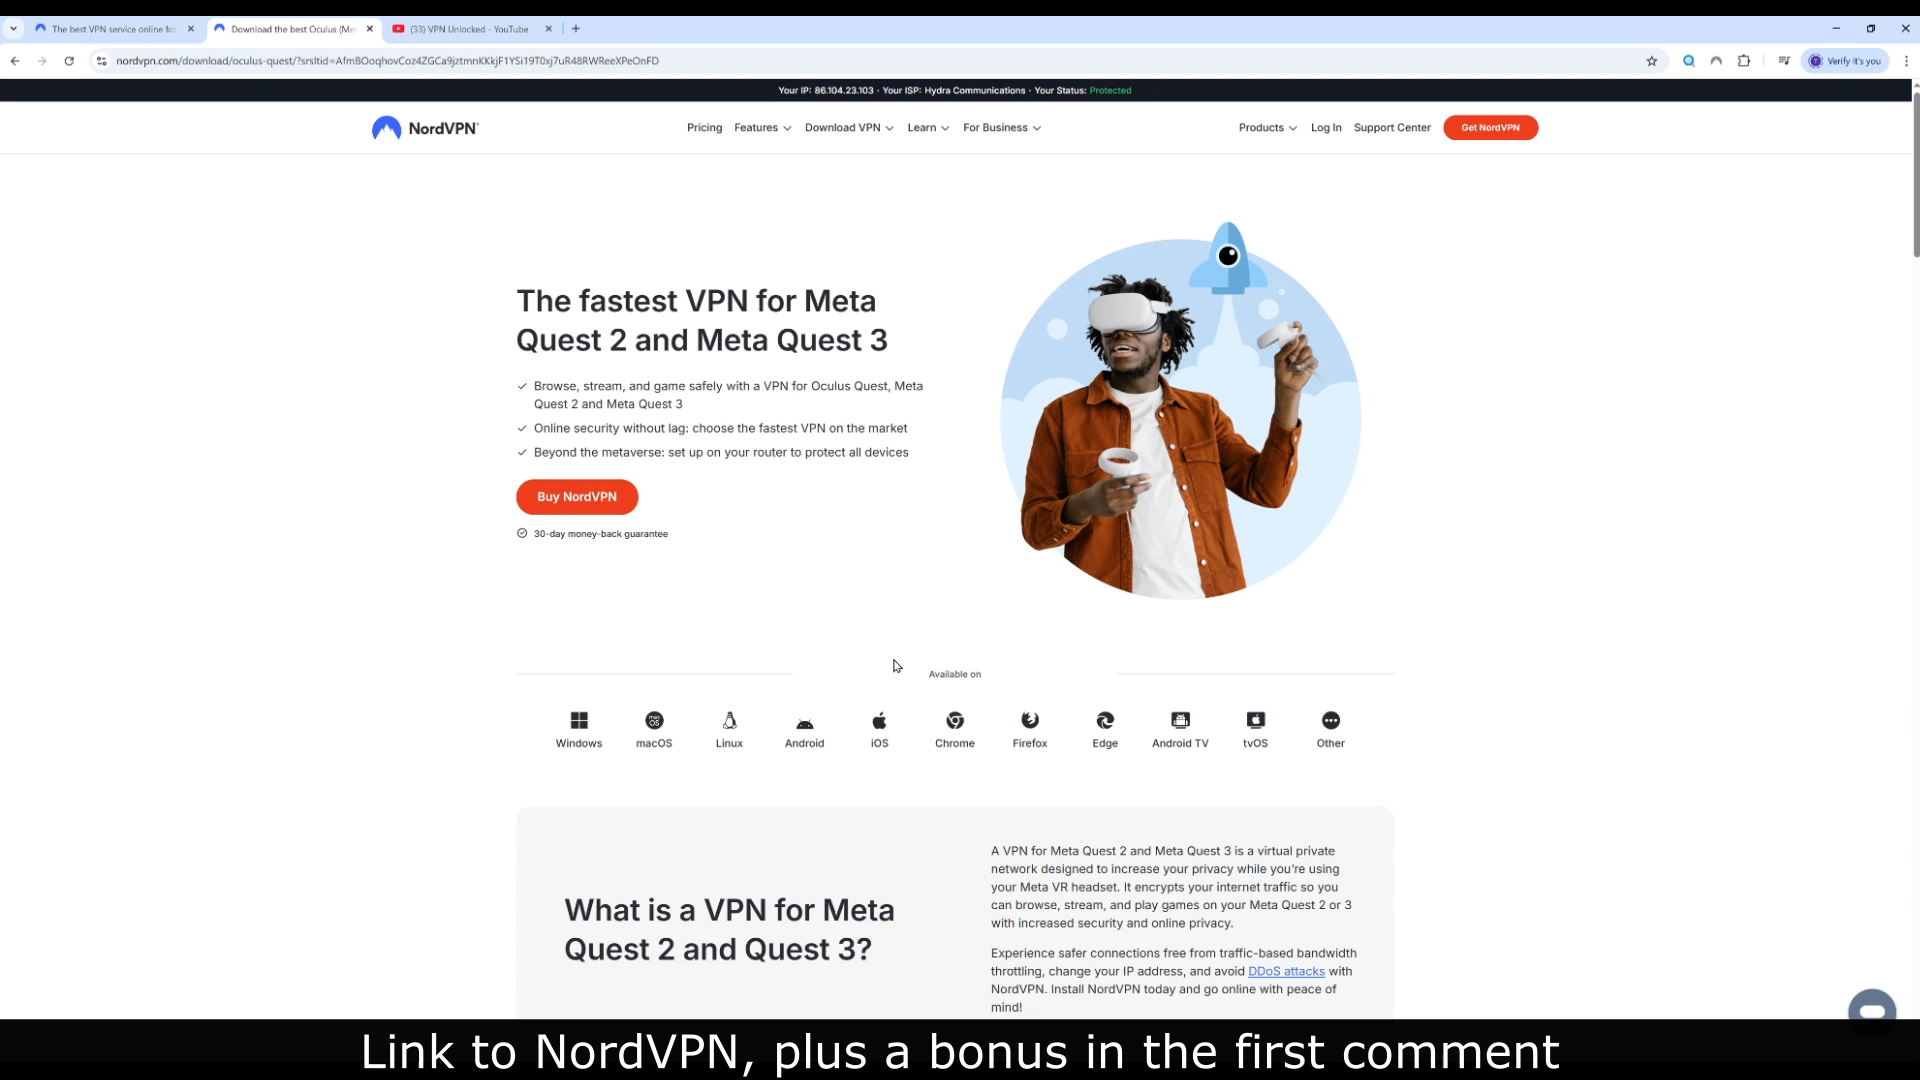 The best VPN service online fo
Download the best Oculus (Me
(33) VPN Unlocked - YouTube
Verify it's you
Your IP: 86.104.23.103 · Your ISP: Hydra Communications · Your Status: Protected
NordVPN
Pricing Features Download VPN Learn For Business
Products Log In Support Center Get NordVPN
The fastest VPN for Meta
Quest 2 and Meta Quest 3
Browse, stream, and game safely with a VPN for Oculus Quest, Meta
Quest 2 and Meta Quest 3
Online security without lag: choose the fastest VPN on the market
Beyond the metaverse: set up on your router to protect all devices
Buy NordVPN
30-day money-back guarantee
Available on
macOS
Windows macOS Linux Android iOS Chrome Firefox Edge Android TV tvOS Other
What is a VPN for Meta
Quest 2 and Quest 3?
A VPN for Meta Quest 2 and Meta Quest 3 is a virtual private
network designed to increase your privacy while you're using
your Meta VR headset. It encrypts your internet traffic so you
can browse, stream, and play games on your Meta Quest 2 or 3
with increased security and online privacy.
Experience safer connections free from traffic-based bandwidth
throttling, change your IP address, and avoid DDoS attacks with
NordVPN. Install NordVPN today and go online with peace of
mind!
Link to NordVPN, plus a bonus in the first comment